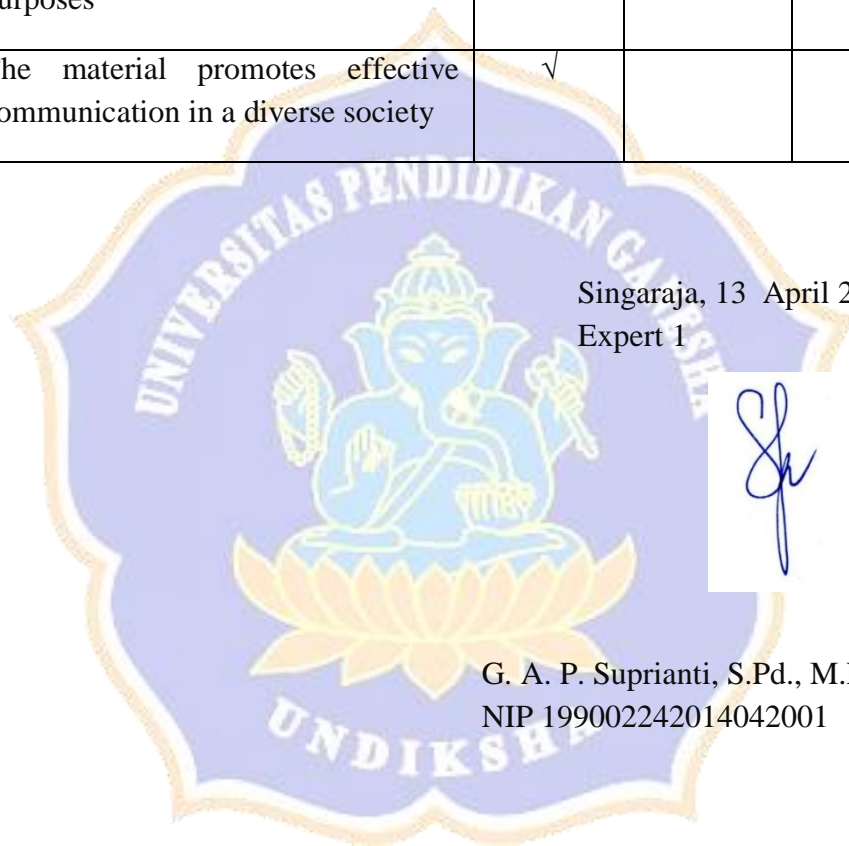 urposes
he material promotes effective √
ommunication in a diverse society
UNIVERSITAS PENDIDIKAN GANESHA
Singaraja, 13 April 2
Expert 1
G. A. P. Suprianti, S.Pd., M.
NIP 199002242014042001
UNDIKSHA